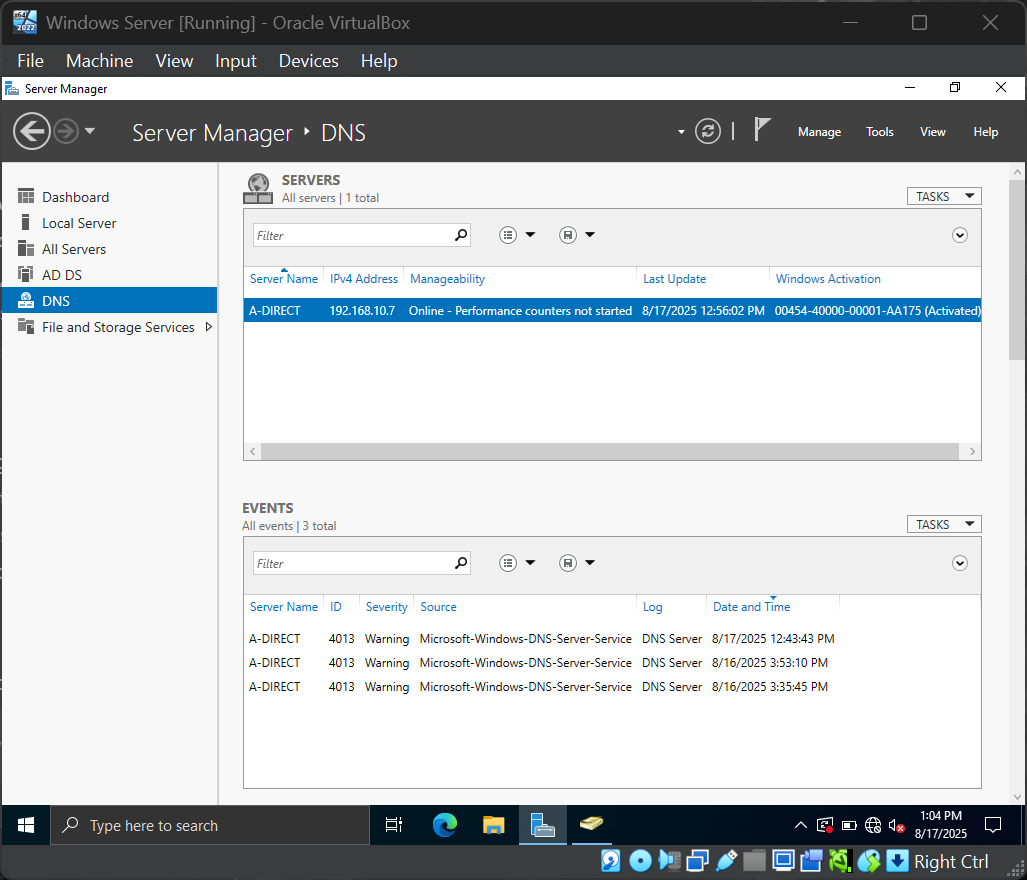 Windows Server [Running] - Oracle VirtualBox
File Machine View Input Devices Help
Server Manager
Server Manager ‣ DNS
Manage Tools View Help
Dashboard
Local Server
All Servers
AD DS
DNS
File and Storage Services
SERVERS
All servers | 1 total
TASKS
Filter
Server Name IPv4 Address Manageability Last Update Windows Activation
A-DIRECT 192.168.10.7 Online - Performance counters not started 8/17/2025 12:56:02 PM 00454-40000-00001-AA175 (Activated)
EVENTS
All events | 3 total
TASKS
Filter
Server Name ID Severity Source Log Date and Time
A-DIRECT 4013 Warning Microsoft-Windows-DNS-Server-Service DNS Server 8/17/2025 12:43:43 PM
A-DIRECT 4013 Warning Microsoft-Windows-DNS-Server-Service DNS Server 8/16/2025 3:53:10 PM
A-DIRECT 4013 Warning Microsoft-Windows-DNS-Server-Service DNS Server 8/16/2025 3:35:45 PM
Type here to search
1:04 PM
8/17/2025
Right Ctrl